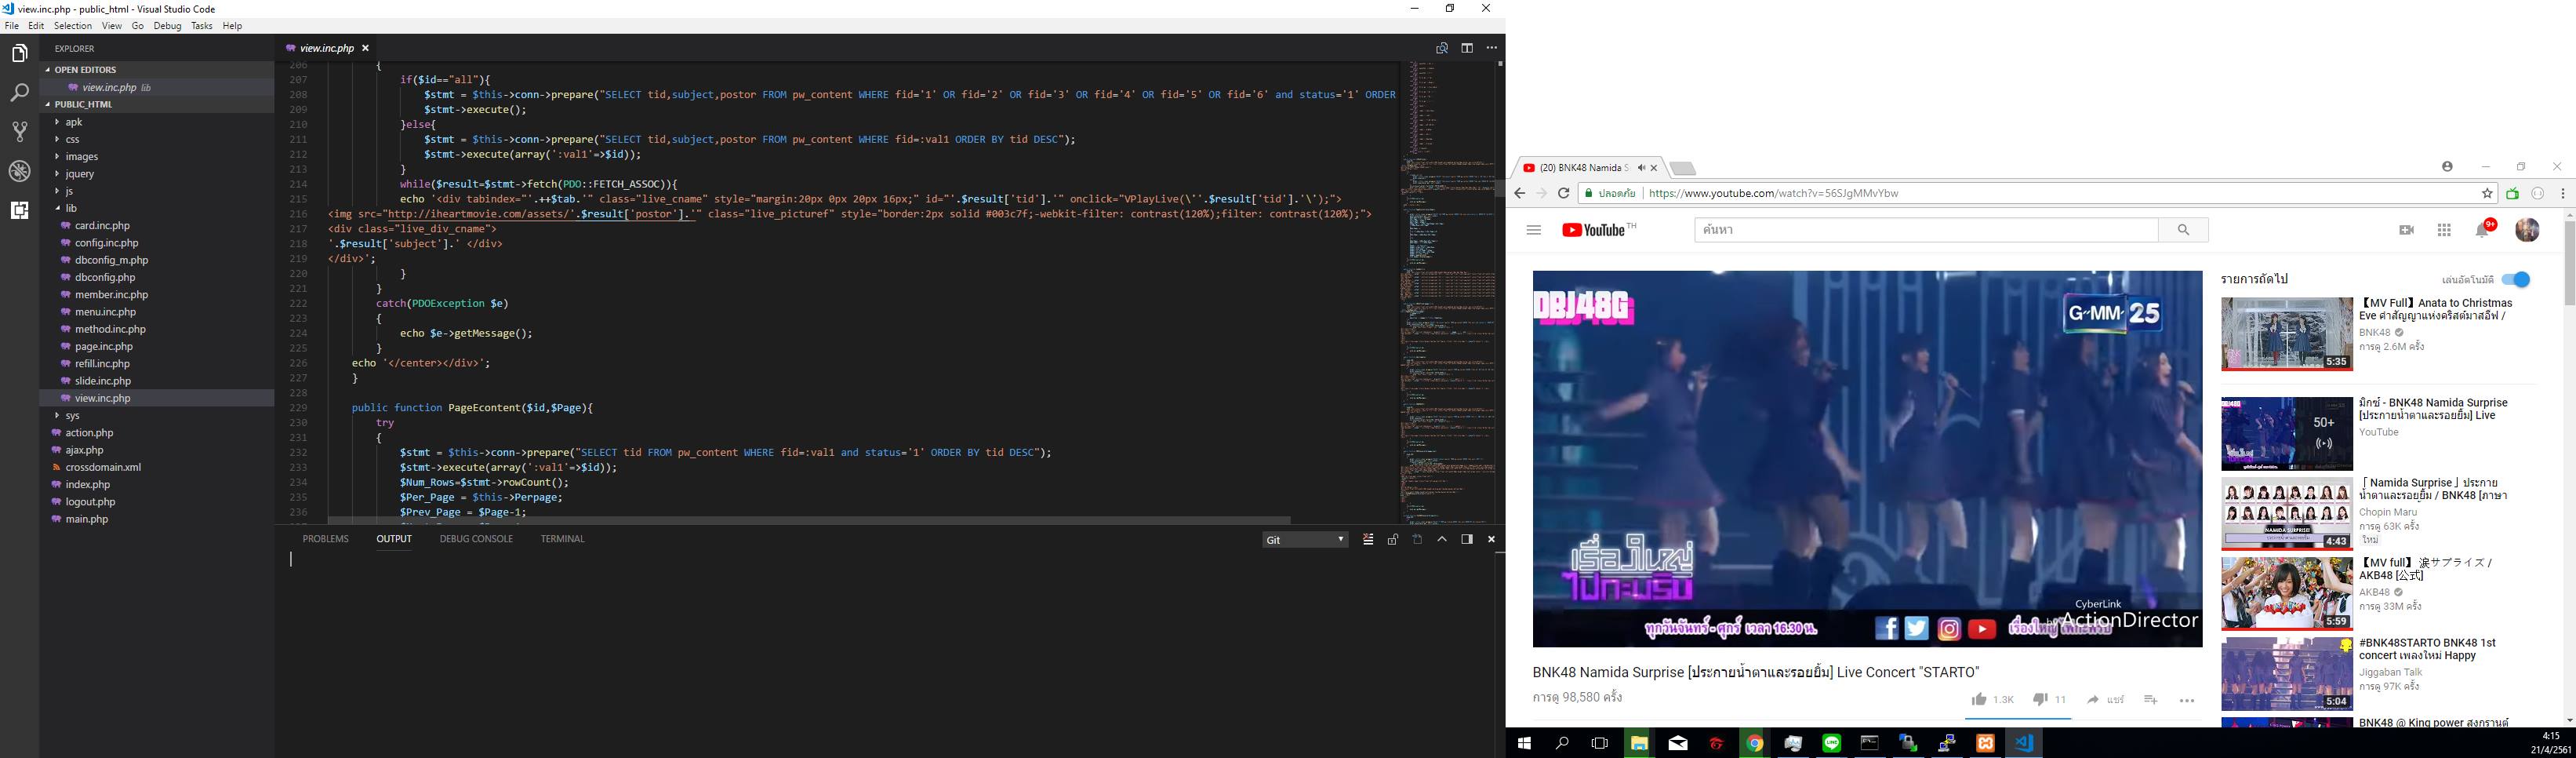 view.inc.php - public_html - Visual Studio Code
File Edit Selection View Go Debug Tasks Help
EXPLORER
OPEN EDITORS
view.inc.php lib
PUBLIC_HTML
apk
css
images
jquery
js
lib
card.inc.php
config.inc.php
dbconfig_m.php
dbconfig.php
member.inc.php
menu.inc.php
method.inc.php
page.inc.php
refill.inc.php
slide.inc.php
view.inc.php
sys
action.php
ajax.php
crossdomain.xml
index.php
logout.php
main.php
view.inc.php
206 {
207 if($id=="all"){
208 $stmt = $this->conn->prepare("SELECT tid,subject,postor FROM pw_content WHERE fid='1' OR fid='2' OR fid='3' OR fid='4' OR fid='5' OR fid='6' and status='1' ORDER
209 $stmt->execute();
210 }else{
211 $stmt = $this->conn->prepare("SELECT tid,subject,postor FROM pw_content WHERE fid=:val1 ORDER BY tid DESC");
212 $stmt->execute(array(':val1'=>$id));
213 }
214 while($result=$stmt->fetch(PDO::FETCH_ASSOC)){
215 echo '<div tabindex="'.++$tab.'" class="live_cname" style="margin:20px 0px 20px 16px;" id="'.$result['tid'].'" onclick="VPlayLive(\''.$result['tid'].'\');">
216 <img src="http://iheartmovie.com/assets/'.$result['postor'].'" class="live_picturef" style="border:2px solid #003c7f;-webkit-filter: contrast(120%);filter: contrast(120%);">
217 <div class="live_div_cname">
218 '.$result['subject'].' </div>
219 </div>';
220 }
221 }
222 catch(PDOException $e)
223 {
224 echo $e->getMessage();
225 }
226 echo '</center></div>';
227 }
228
229 public function PageEcontent($id,$Page){
230 try
231 {
232 $stmt = $this->conn->prepare("SELECT tid FROM pw_content WHERE fid=:val1 and status='1' ORDER BY tid DESC");
233 $stmt->execute(array(':val1'=>$id));
234 $Num_Rows=$stmt->rowCount();
235 $Per_Page = $this->Perpage;
236 $Prev_Page = $Page-1;
PROBLEMS OUTPUT DEBUG CONSOLE TERMINAL
Git
(20) BNK48 Namida S
ปลอดภัย https://www.youtube.com/watch?v=56SJgMMvYbw
YouTube TH
ค้นหา
9+
DBJ48G
G"MM' 25
เรื่องใหญ่
ไปกะพริบ
CyberLink
by ActionDirector
ทุกวันจันทร์ - ศุกร์ เวลา 16:30 น.
BNK48 Namida Surprise [ประกายน้ำตาและรอยยิ้ม] Live Concert "STARTO"
การดู 98,580 ครั้ง
1.3K 11 แชร์
รายการถัดไป
เล่นอัตโนมัติ
【MV Full】Anata to Christmas Eve คำสัญญาแห่งคริสต์มาสอีฟ /
BNK48
การดู 2.6M ครั้ง
5:35
มิกซ์ - BNK48 Namida Surprise
[ประกายน้ำตาและรอยยิ้ม] Live
YouTube
50+
「Namida Surprise」ประกาย
น้ำตาและรอยยิ้ม / BNK48 [ภาษา
Chopin Maru
การดู 63K ครั้ง
ใหม่
4:43
【MV full】 涙サプライズ /
AKB48 [公式]
AKB48
การดู 33M ครั้ง
5:59
#BNK48STARTO BNK48 1st
concert เพลงใหม่ Happy
Jiggaban Talk
การดู 97K ครั้ง
5:04
BNK48 @ King power สงกรานต์
4:15
21/4/2561